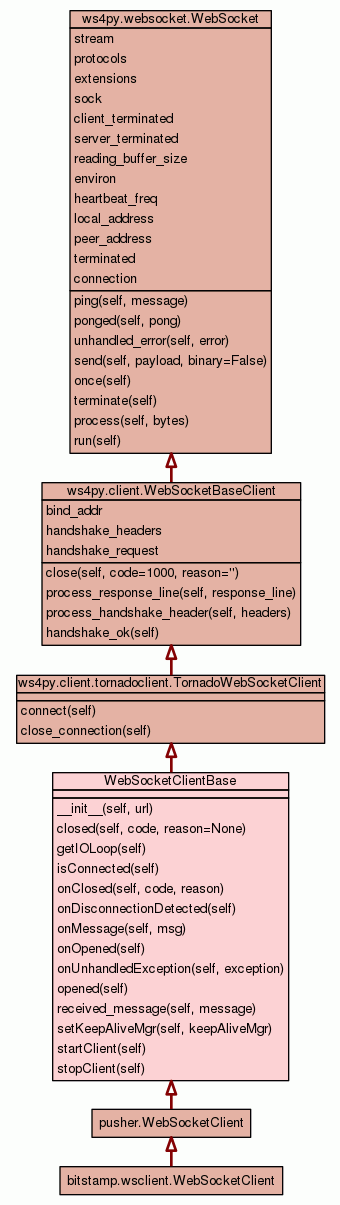 ws4py.websocket.WebSocket
stream
protocols
extensions
sock
client_terminated
server_terminated
reading_buffer_size
environ
heartbeat_freq
local_address
peer_address
terminated
connection
ping(self, message)
ponged(self, pong)
unhandled_error(self, error)
send(self, payload, binary=False)
once(self)
terminate(self)
process(self, bytes)
run(self)
ws4py.client.WebSocketBaseClient
bind_addr
handshake_headers
handshake_request
close(self, code=1000, reason='')
process_response_line(self, response_line)
process_handshake_header(self, headers)
handshake_ok(self)
ws4py.client.tornadoclient.TornadoWebSocketClient
connect(self)
close_connection(self)
WebSocketClientBase
__init__(self, url)
closed(self, code, reason=None)
getIOLoop(self)
isConnected(self)
onClosed(self, code, reason)
onDisconnectionDetected(self)
onMessage(self, msg)
onOpened(self)
onUnhandledException(self, exception)
opened(self)
received_message(self, message)
setKeepAliveMgr(self, keepAliveMgr)
startClient(self)
stopClient(self)
pusher.WebSocketClient
bitstamp.wsclient.WebSocketClient